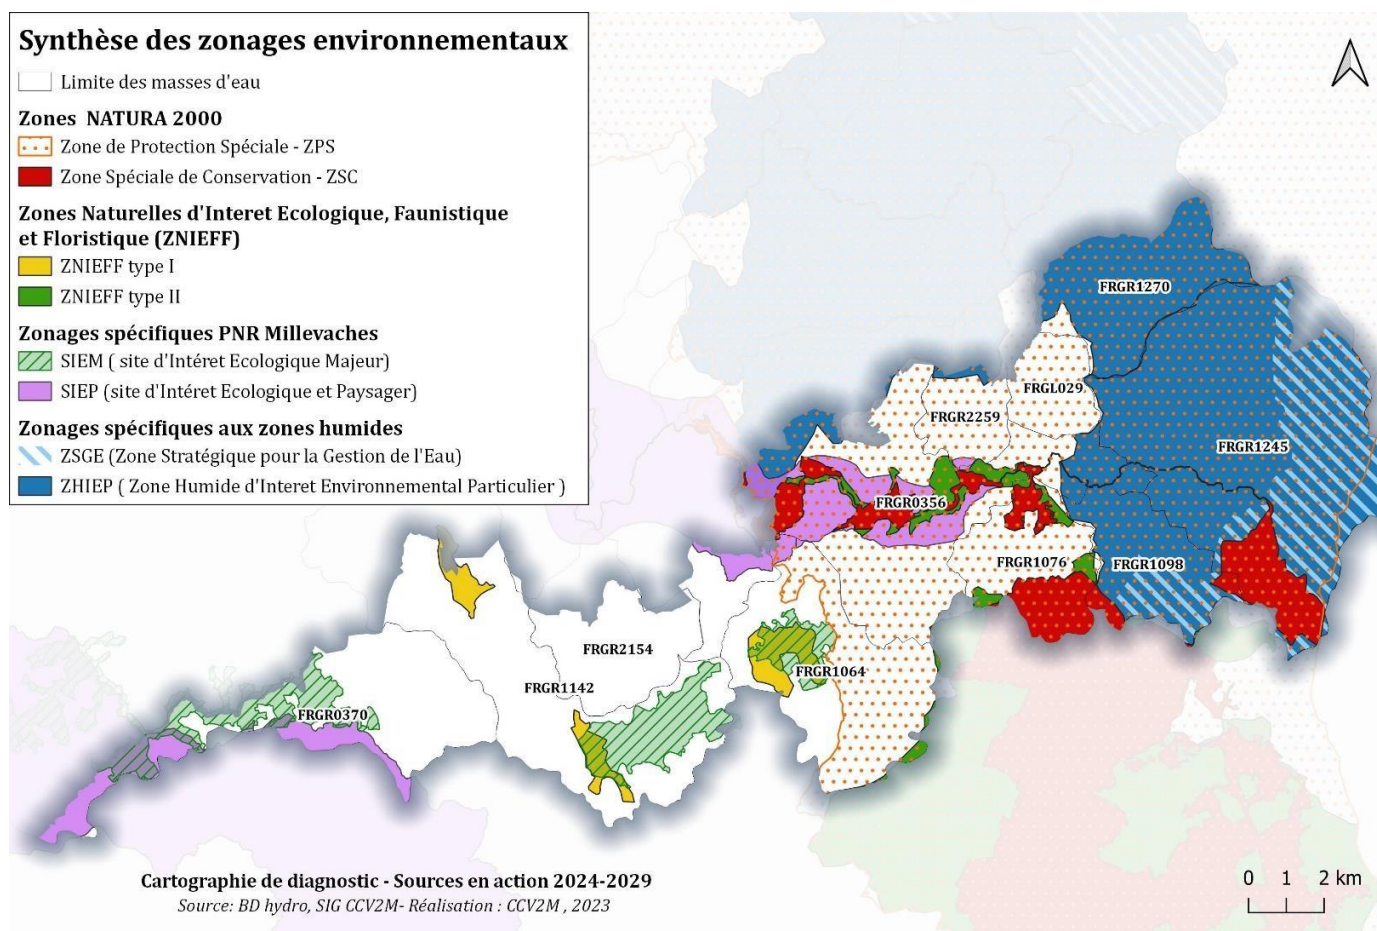 Synthèse des zonages environnementaux
Limite des masses d'eau
Zones NATURA 2000
Zone de Protection Spéciale - ZPS
Zone Spéciale de Conservation - ZSC
Zones Naturelles d'Interet Ecologique, Faunistique
et Floristique (ZNIEFF)
ZNIEFF type I
ZNIEFF type II
Zonages spécifiques PNR Millevaches
SIEM ( site d'Intéret Ecologique Majeur)
SIEP (site d'Intéret Ecologique et Paysager)
Zonages spécifiques aux zones humides
ZSGE (Zone Stratégique pour la Gestion de l'Eau)
ZHIEP ( Zone Humide d'Interet Environnemental Particulier )
FRGR1270
FRGL029
FRGR2259
FRGR1245
FRGR0356
FRGR1076
FRGR1098
FRGR2154
FRGR1064
FRGR1142
FRGR0370
Cartographie de diagnostic - Sources en action 2024-2029
Source: BD hydro, SIG CCV2M- Réalisation : CCV2M , 2023
0 1 2 km